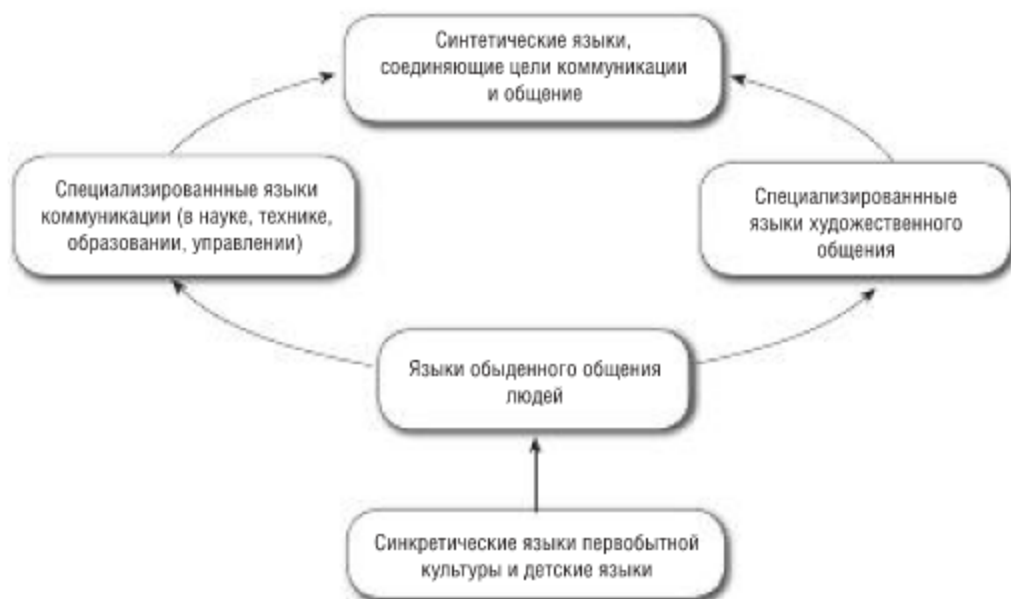 Синтетические языки,
соединяющие цели коммуникации
и общение
Специализированнные языки
коммуникации (в науке, технике,
образовании, управлении)
Специализированнные
языки художественного
общения
Языки обыденного общения
людей
Синкретические языки первобытной
культуры и детские языки